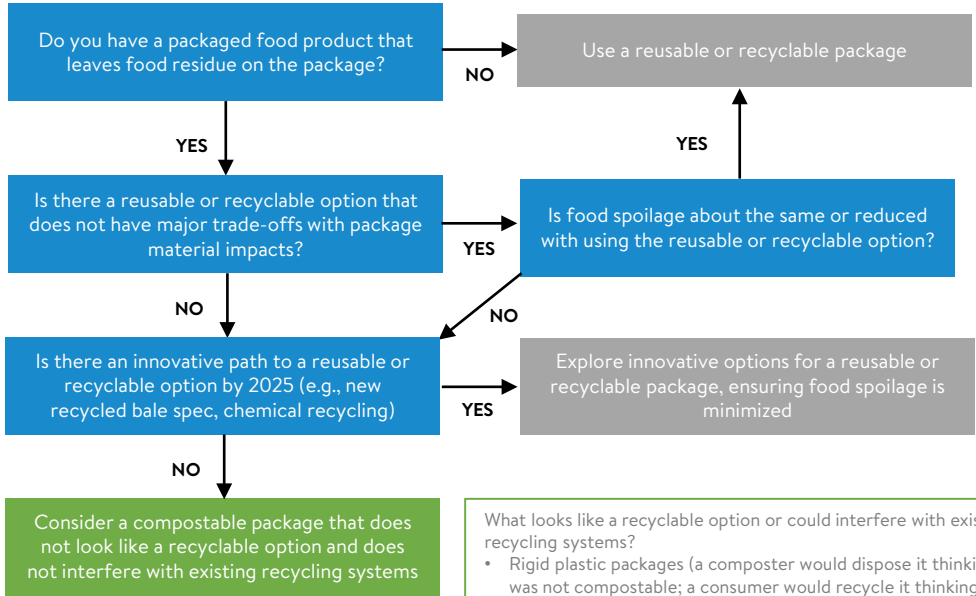 Do you have a packaged food product that
leaves food residue on the package?
NO
Use a reusable or recyclable package
YES
YES
Is there a reusable or recyclable option that
does not have major trade-offs with package
material impacts?
YES
Is food spoilage about the same or reduced
with using the reusable or recyclable option?
NO
NO
Is there an innovative path to a reusable or
recyclable option by 2025 (e.g., new
recycled bale spec, chemical recycling)
YES
Explore innovative options for a reusable or
recyclable package, ensuring food spoilage is
minimized
NO
Consider a compostable package that does
not look like a recyclable option and does
not interfere with existing recycling systems
What looks like a recyclable option or could interfere with
recycling systems?
• Rigid plastic packages (a composter would dispose it
was not compostable; a consumer would recycle it thinking